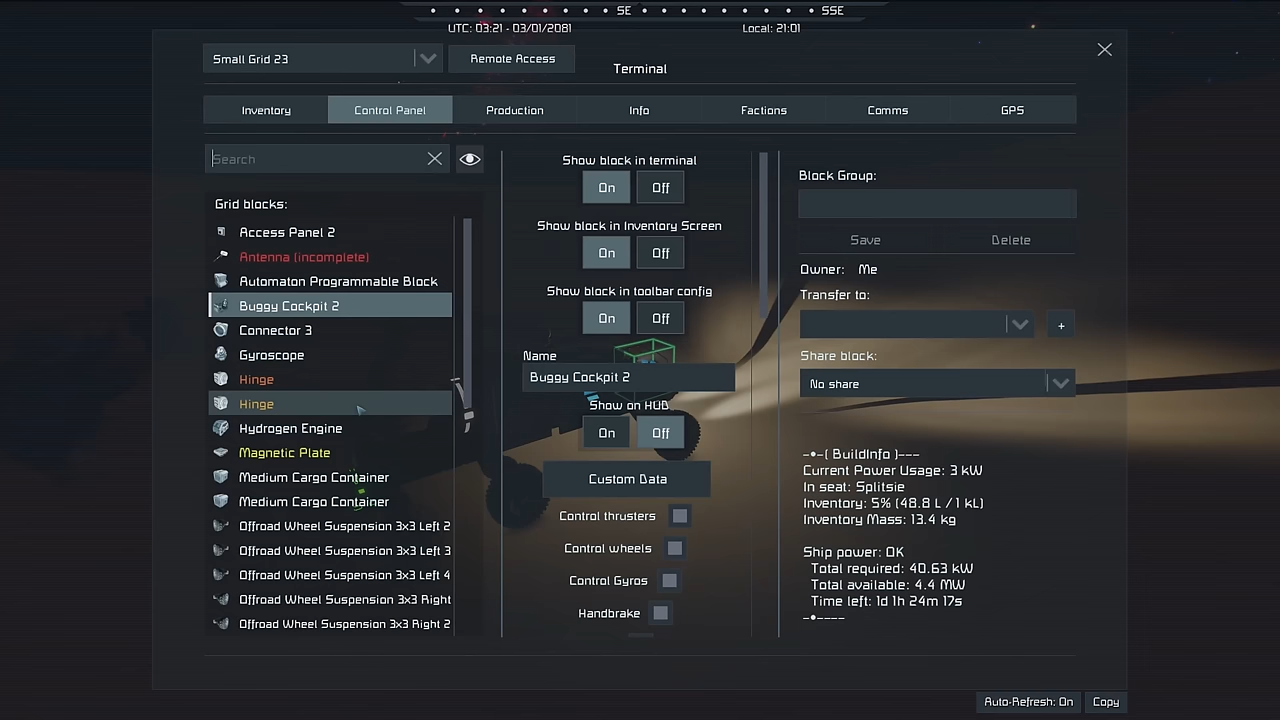 SE
SSE
UTC: 03:21 - 03/01/2081
Local: 21:01
Small Grid 23
Remote Access
Terminal
Inventory
Control Panel
Production
Info
Factions
Comms
GPS
Search
Grid blocks:
Access Panel 2
Antenna (incomplete)
Automaton Programmable Block
Buggy Cockpit 2
Connector 3
Gyroscope
Hinge
Hinge
Hydrogen Engine
Magnetic Plate
Medium Cargo Container
Medium Cargo Container
Offroad Wheel Suspension 3x3 Left 2
Offroad Wheel Suspension 3x3 Left 3
Offroad Wheel Suspension 3x3 Left 4
Offroad Wheel Suspension 3x3 Right
Offroad Wheel Suspension 3x3 Right 2
Show block in terminal
On
Off
Show block in Inventory Screen
On
Off
Show block in toolbar config
On
Off
Name
Buggy Cockpit 2
Show on HUD
On
Off
Custom Data
Control thrusters
Control wheels
Control Gyros
Handbrake
Block Group:
Save
Delete
Owner: Me
Transfer to:
+
Share block:
No share
-•-( BuildInfo )---
Current Power Usage: 3 kW
In seat: Splitsie
Inventory: 5% (48.8 L / 1 kL)
Inventory Mass: 13.4 kg
Ship power: OK
Total required: 40.63 kW
Total available: 4.4 MW
Time left: 1d 1h 24m 17s
-•----
Auto-Refresh: On
Copy